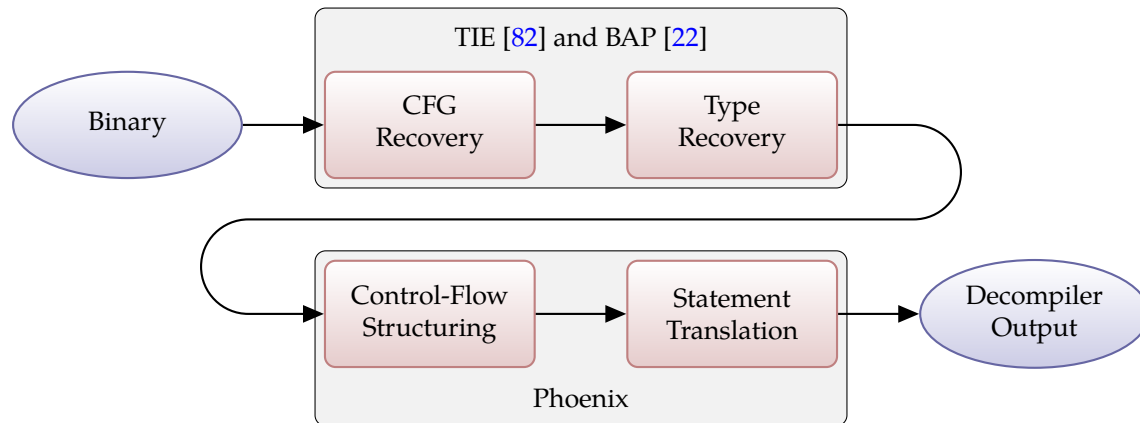 TIE [82] and BAP [22]
Binary
CFG
Recovery
Type
Recovery
Control-Flow
Structuring
Statement
Translation
Decompiler
Output
Phoenix